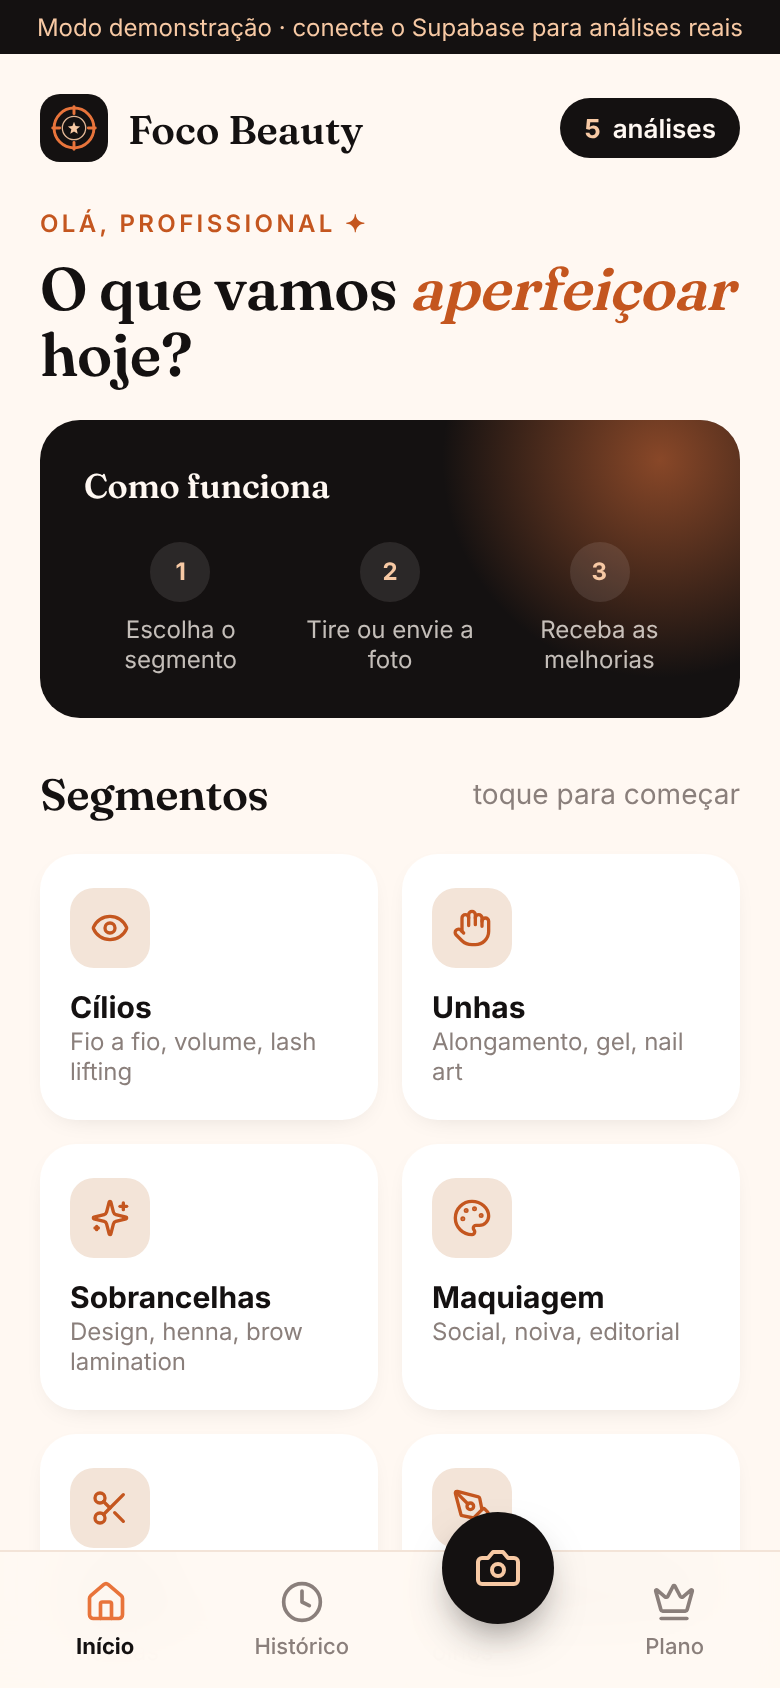 Modo demonstração · conecte o Supabase para análises reais
Foco Beauty
5 análises
OLÁ, PROFISSIONAL ✦
O que vamos aperfeiçoar
hoje?
Como funciona
1
Escolha o
segmento
2
Tire ou envie a
foto
3
Receba as
melhorias
Segmentos
toque para começar
Cílios
Fio a fio, volume, lash
lifting
Unhas
Alongamento, gel, nail
art
Sobrancelhas
Design, henna, brow
lamination
Maquiagem
Social, noiva, editorial
Início
Histórico
Plano